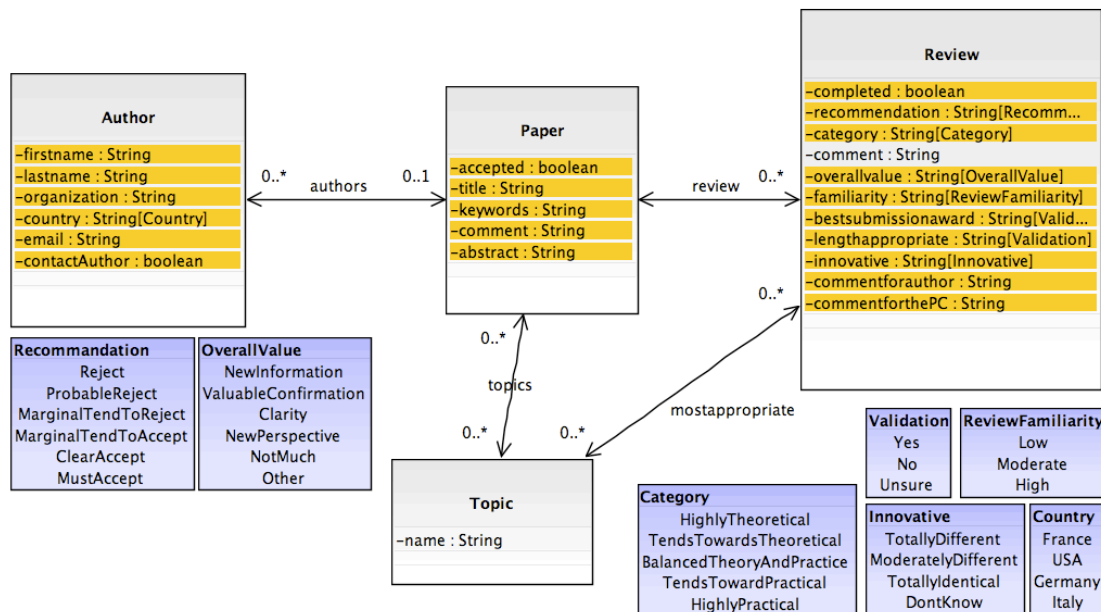 Author
-firstname : String
-lastname : String
-organization : String
-country : String[Country]
-email : String
-contactAuthor : boolean
0..*
authors
0..1
Paper
-accepted : boolean
-title : String
-keywords : String
-comment : String
-abstract : String
review
0..*
Review
-completed : boolean
-recommendation : String[Recomm...
-category : String[Category]
-comment : String
-overallvalue : String[OverallValue]
-familiarity : String[ReviewFamiliarity]
-bestsubmissionaward : String[Valid...
-lengthappropriate : String[Validation]
-innovative : String[Innovative]
-commentforauthor : String
-commentforthePC : String
0..*
0..*
topics
0..*
mostappropriate
0..*
Topic
-name : String
Recommandation
Reject
ProbableReject
MarginalTendToReject
MarginalTendToAccept
ClearAccept
MustAccept
OverallValue
NewInformation
ValuableConfirmation
Clarity
NewPerspective
NotMuch
Other
Category
HighlyTheoretical
TendsTowardsTheoretical
BalancedTheoryAndPractice
TendsTowardPractical
HighlyPractical
Validation
Yes
No
Unsure
ReviewFamiliarity
Low
Moderate
High
Innovative
TotallyDifferent
ModeratelyDifferent
TotallyIdentical
DontKnow
Country
France
USA
Germany
Italy